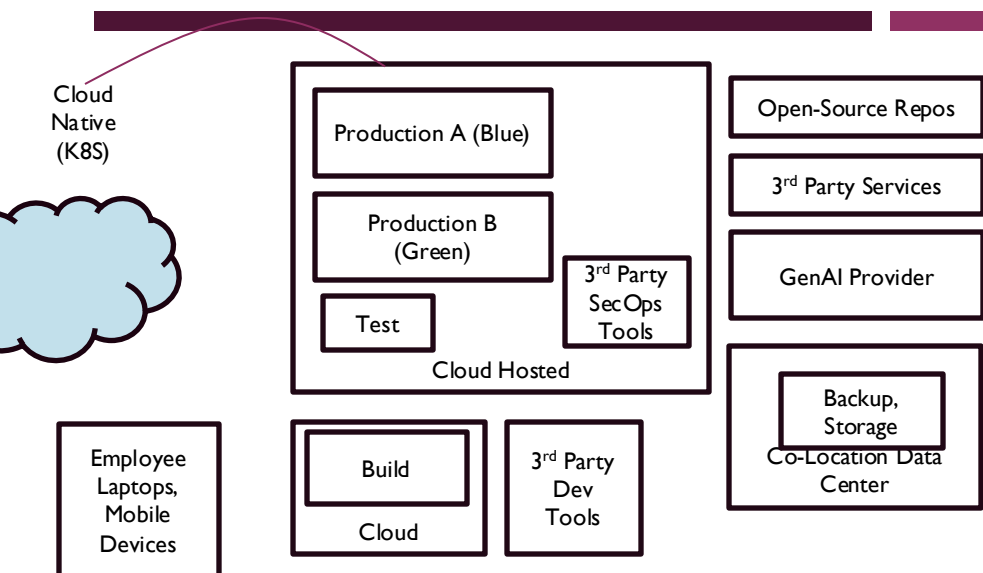 Cloud
Native
(K8S)
Production A (Blue)
Production B
(Green)
Test
3rd Party
SecOps
Tools
Cloud Hosted
Open-Source Repos
3rd Party Services
GenAI Provider
Backup,
Storage
Co-Location Data
Center
Employee
Laptops,
Mobile
Devices
Build
Cloud
3rd Party
Dev
Tools